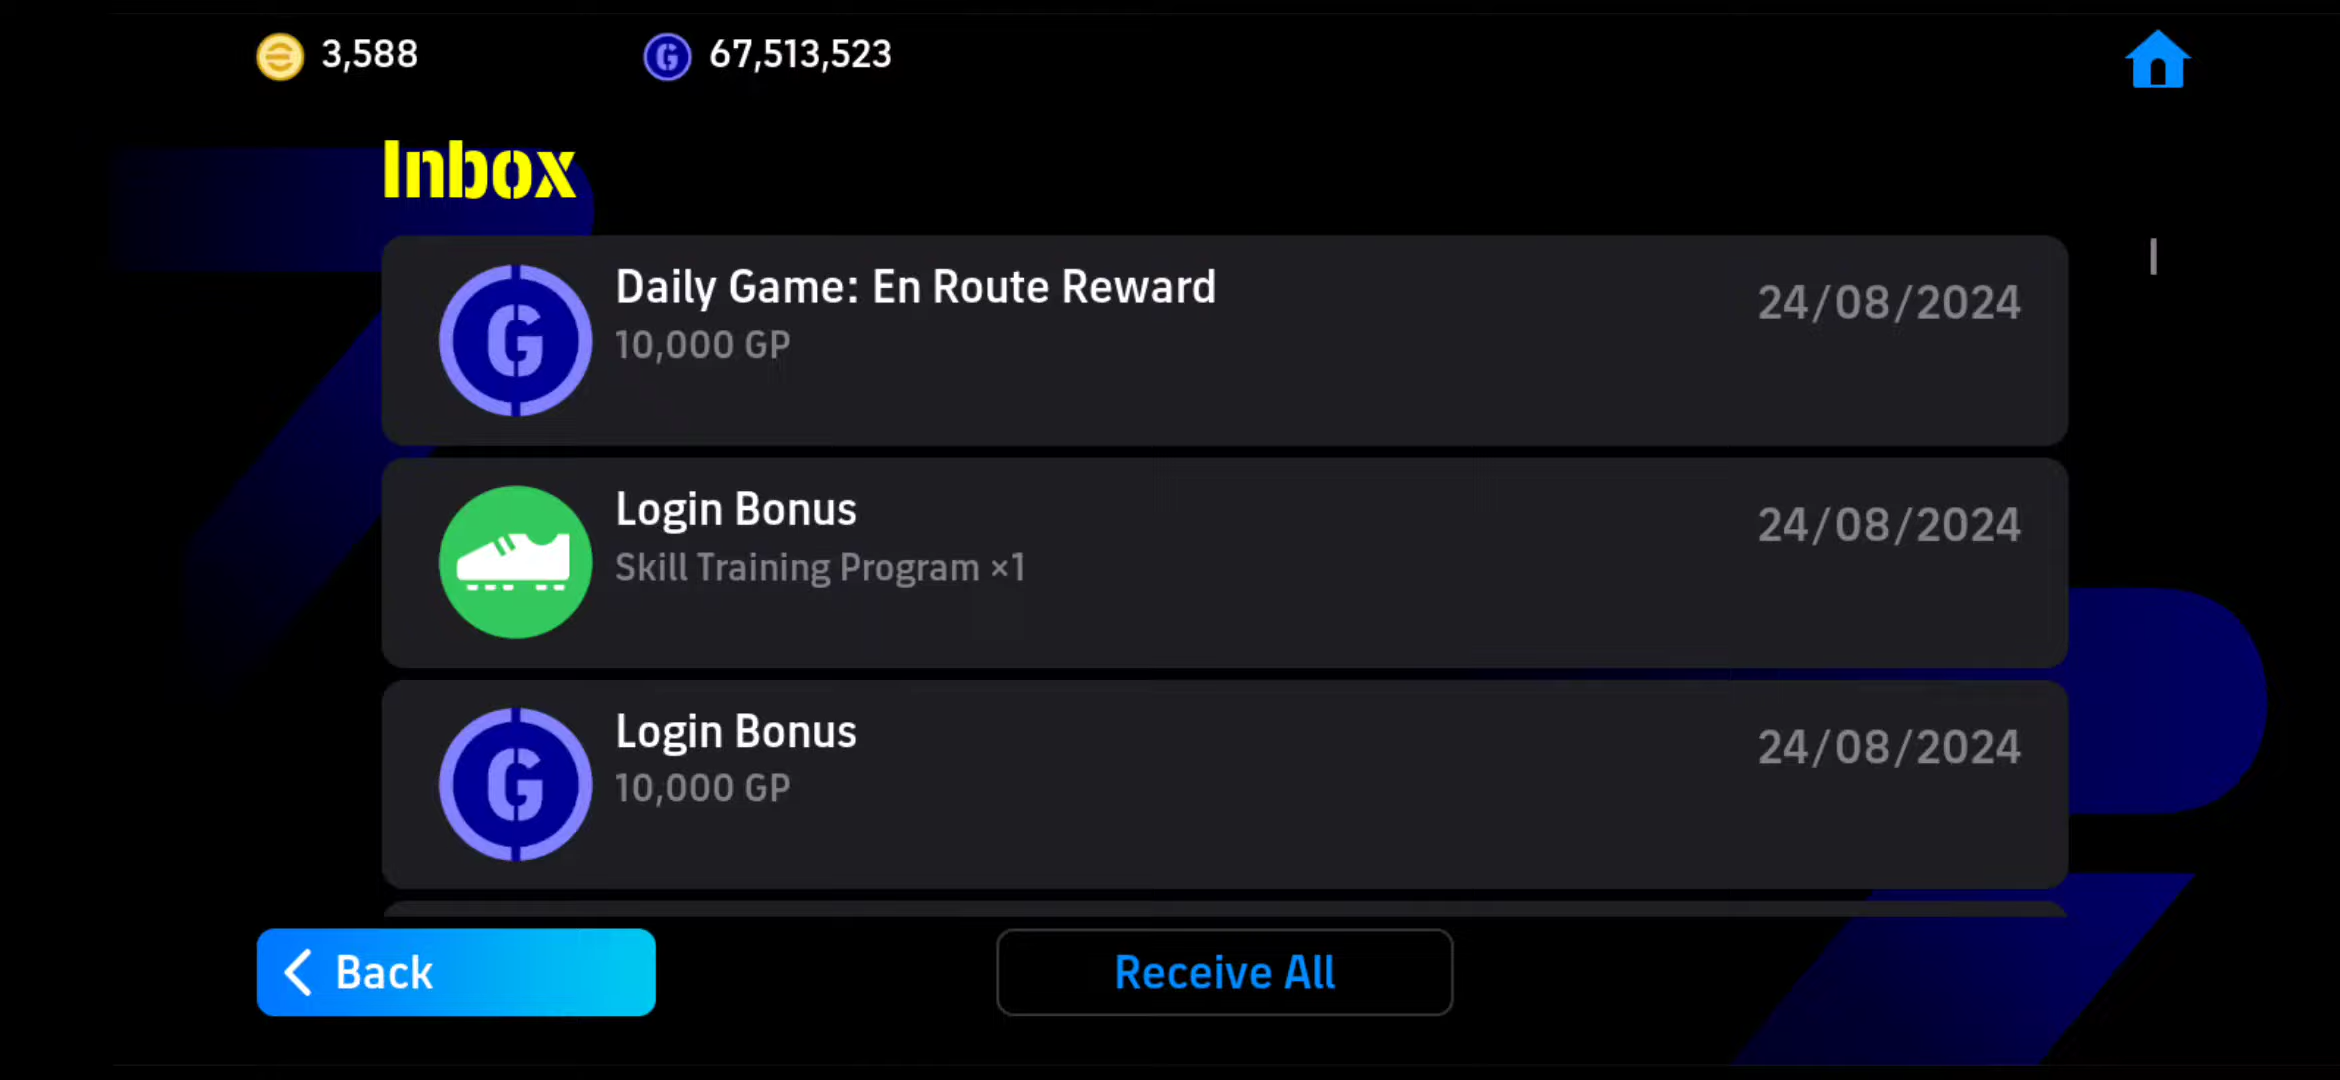 3,588
67,513,523
Inbox
Daily Game: En Route Reward
24/08/2024
10,000 GP
Login Bonus
24/08/2024
Skill Training Program ×1
Login Bonus
24/08/2024
10,000 GP
Back
Receive All